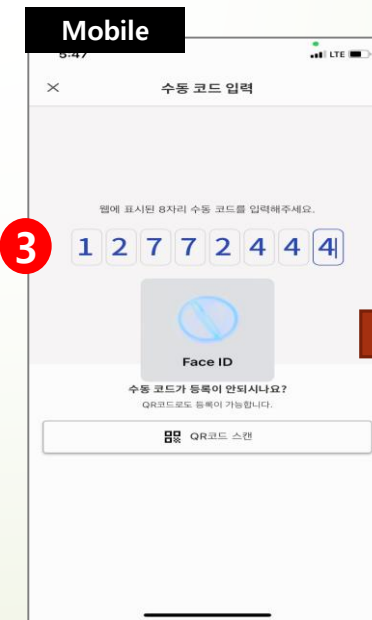 Mobile
5:47
LTE
수동 코드 입력
웹에 표시된 8자리 수동 코드를 입력해주세요.
3
1 2 7 7 2 4 4 4
Face ID
수동 코드가 등록이 안되시나요?
QR코드로도 등록이 가능합니다.
QR코드 스캔